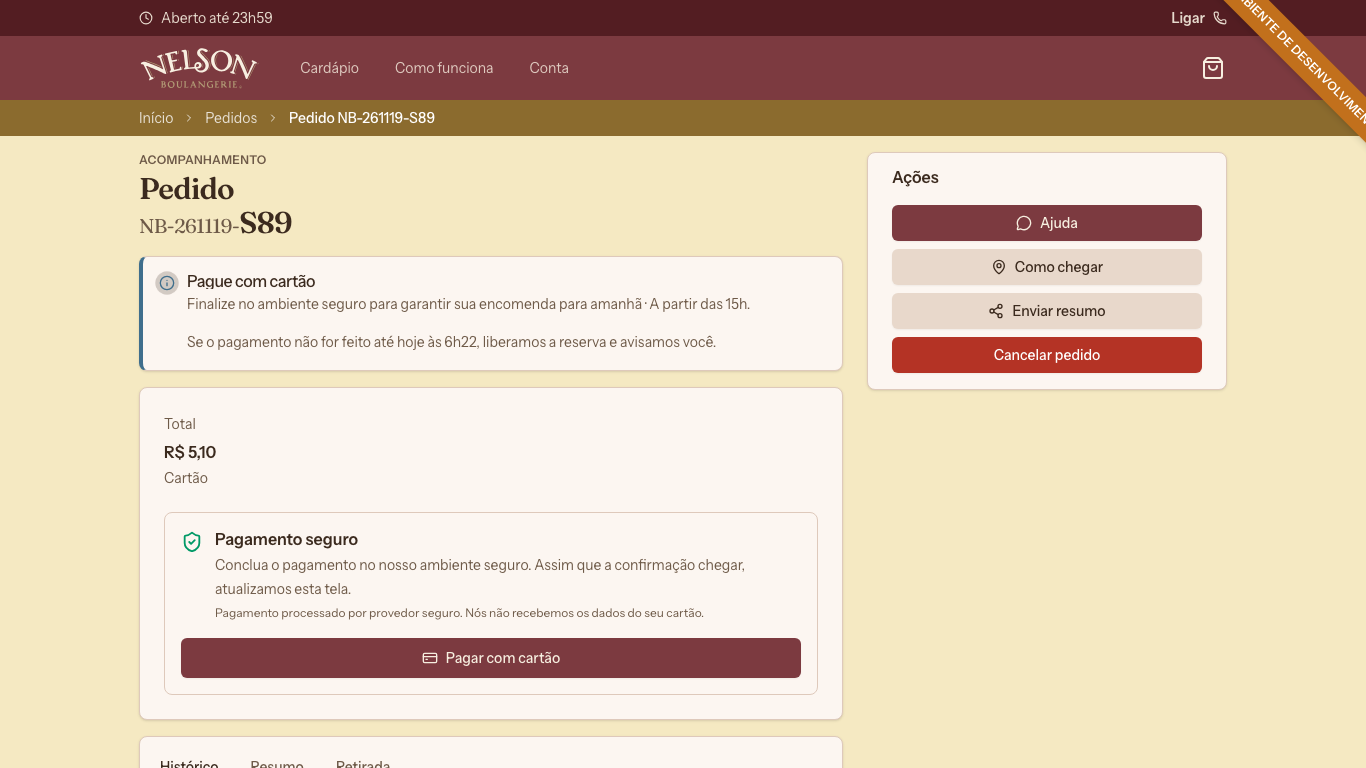 Aberto até 23h59
Ligar
NELSON
BOULANGERIE
Cardápio
Como funciona
Conta
Início
Pedidos
Pedido NB-261119-S89
ACOMPANHAMENTO
Pedido
NB-261119-S89
Pague com cartão
Finalize no ambiente seguro para garantir sua encomenda para amanhã · A partir das 15h.
Se o pagamento não for feito até hoje às 6h22, liberamos a reserva e avisamos você.
Total
R$ 5,10
Cartão
Pagamento seguro
Conclua o pagamento no nosso ambiente seguro. Assim que a confirmação chegar,
atualizamos esta tela.
Pagamento processado por provedor seguro. Nós não recebemos os dados do seu cartão.
Pagar com cartão
Histórico
Resumo
Retirada
Ações
Ajuda
Como chegar
Enviar resumo
Cancelar pedido
DE